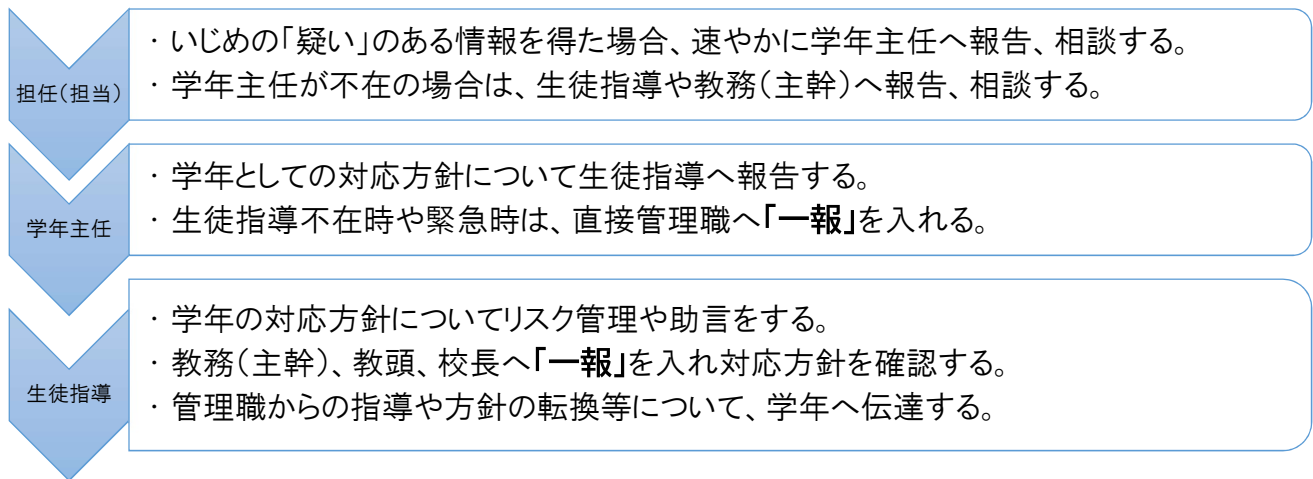 担任(担当)
・いじめの「疑い」のある情報を得た場合、速やかに学年主任へ報告、相談する。
・学年主任が不在の場合は、生徒指導や教務(主幹)へ報告、相談する。
学年主任
・学年としての対応方針について生徒指導へ報告する。
・生徒指導不在時や緊急時は、直接管理職へ「一報」を入れる。
生徒指導
・学年の対応方針についてリスク管理や助言をする。
・教務(主幹)、教頭、校長へ「一報」を入れ対応方針を確認する。
・管理職からの指導や方針の転換等について、学年へ伝達する。